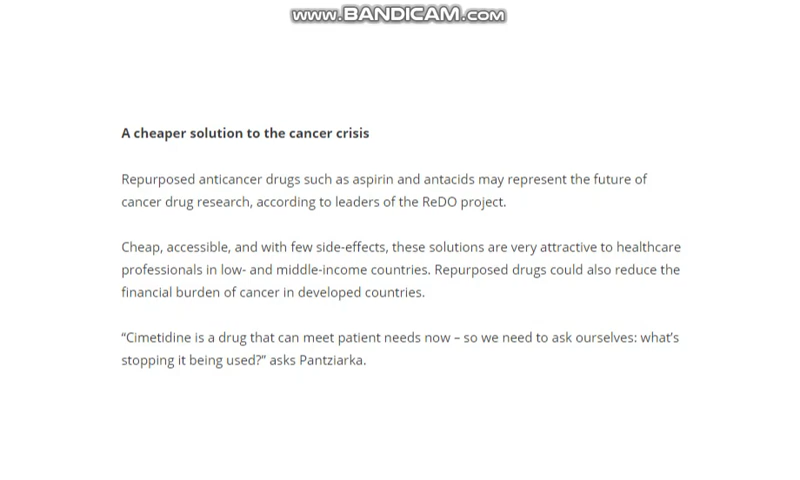 www.BANDICAM.com
A cheaper solution to the cancer crisis
Repurposed anticancer drugs such as aspirin and antacids may represent the future of
cancer drug research, according to leaders of the ReDO project.
Cheap, accessible, and with few side-effects, these solutions are very attractive to healthcare
professionals in low- and middle-income countries. Repurposed drugs could also reduce the
financial burden of cancer in developed countries.
“Cimetidine is a drug that can meet patient needs now – so we need to ask ourselves: what’s
stopping it being used?” asks Pantziarka.